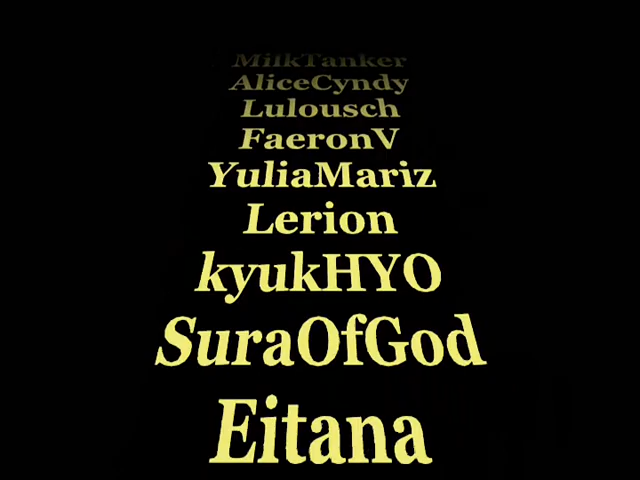 MilkTanker
AliceCyndy
Lulousch
FaeronV
YuliaMariz
Lerion
kyukHYO
SuraOfGod
Eitana